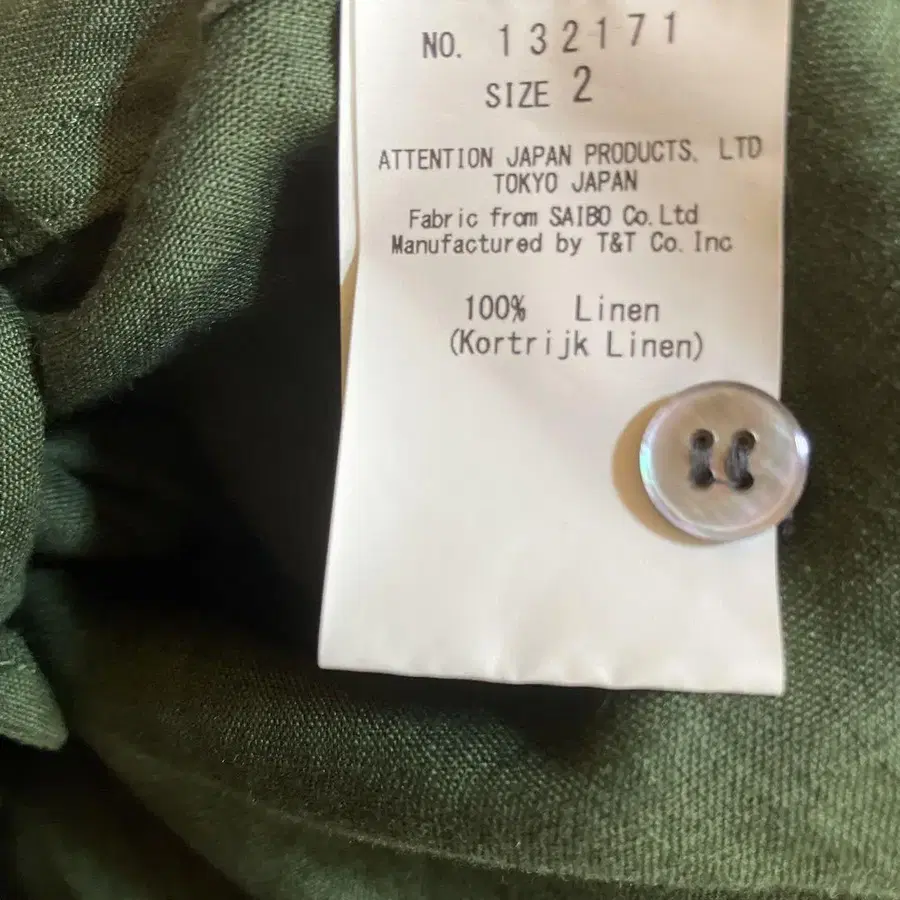 NO. 132171
SIZE 2
ATTENTION JAPAN PRODUCTS, LTD
TOKYO JAPAN
Fabric from SAIBO Co.Ltd
Manufactured by T&T Co.Inc
100% Linen
(Kortrijk Linen)